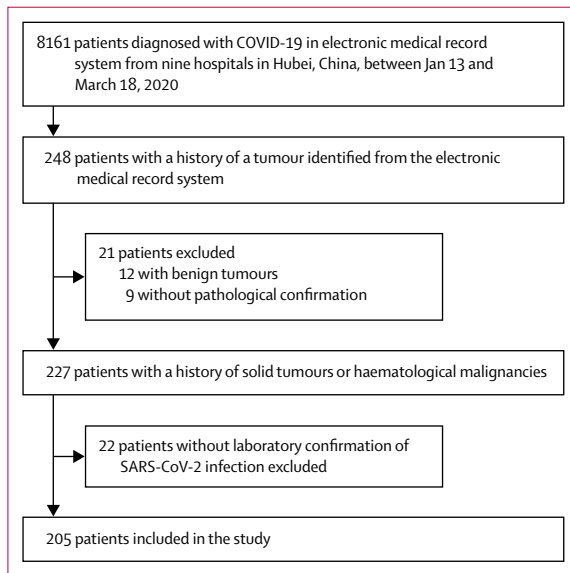 8161 patients diagnosed with COVID-19 in electronic medical record
system from nine hospitals in Hubei, China, between Jan 13 and
March 18, 2020
248 patients with a history of a tumour identified from the electronic
medical record system
21 patients excluded
12 with benign tumours
9 without pathological confirmation
227 patients with a history of solid tumours or haematological malignancies
22 patients without laboratory confirmation of
SARS-CoV-2 infection excluded
205 patients included in the study